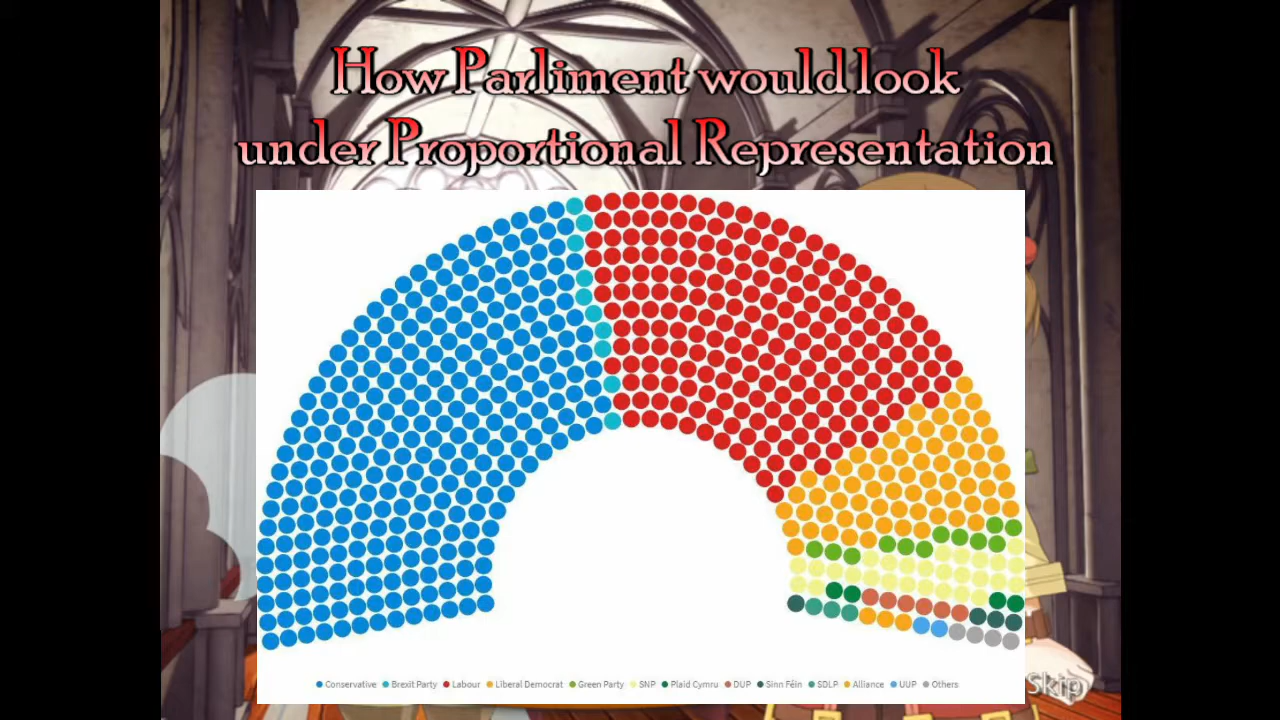 How Parliment would look
under Proportional Representation
Conservative Brexit Party Labour Liberal Democrat Green Party SNP Plaid Cymru DUP Sinn Féin SDLP Alliance UUP Others
Skip